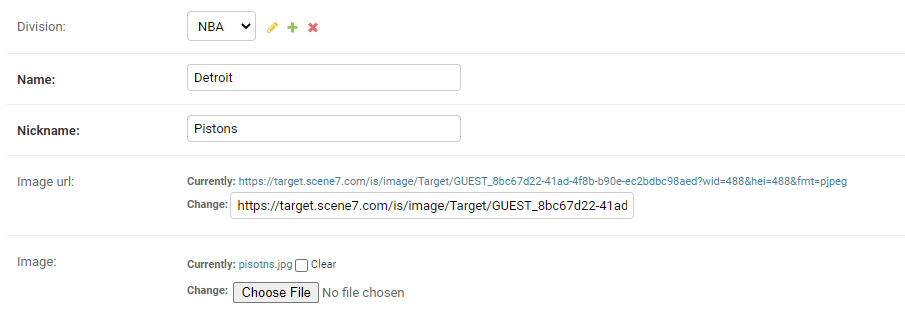 Division: NBA
Name: Detroit
Nickname: Pistons
Image url: Currently: https://target.scene7.com/is/image/Target/GUEST_8bc67d22-41ad-4f8b-b90e-ec2bdbc98aed?wid=488&hei=488&fmt=pjpeg
Change: https://target.scene7.com/is/image/Target/GUEST_8bc67d22-41ad
Image: Currently: pisotns.jpg Clear
Change: Choose File No file chosen